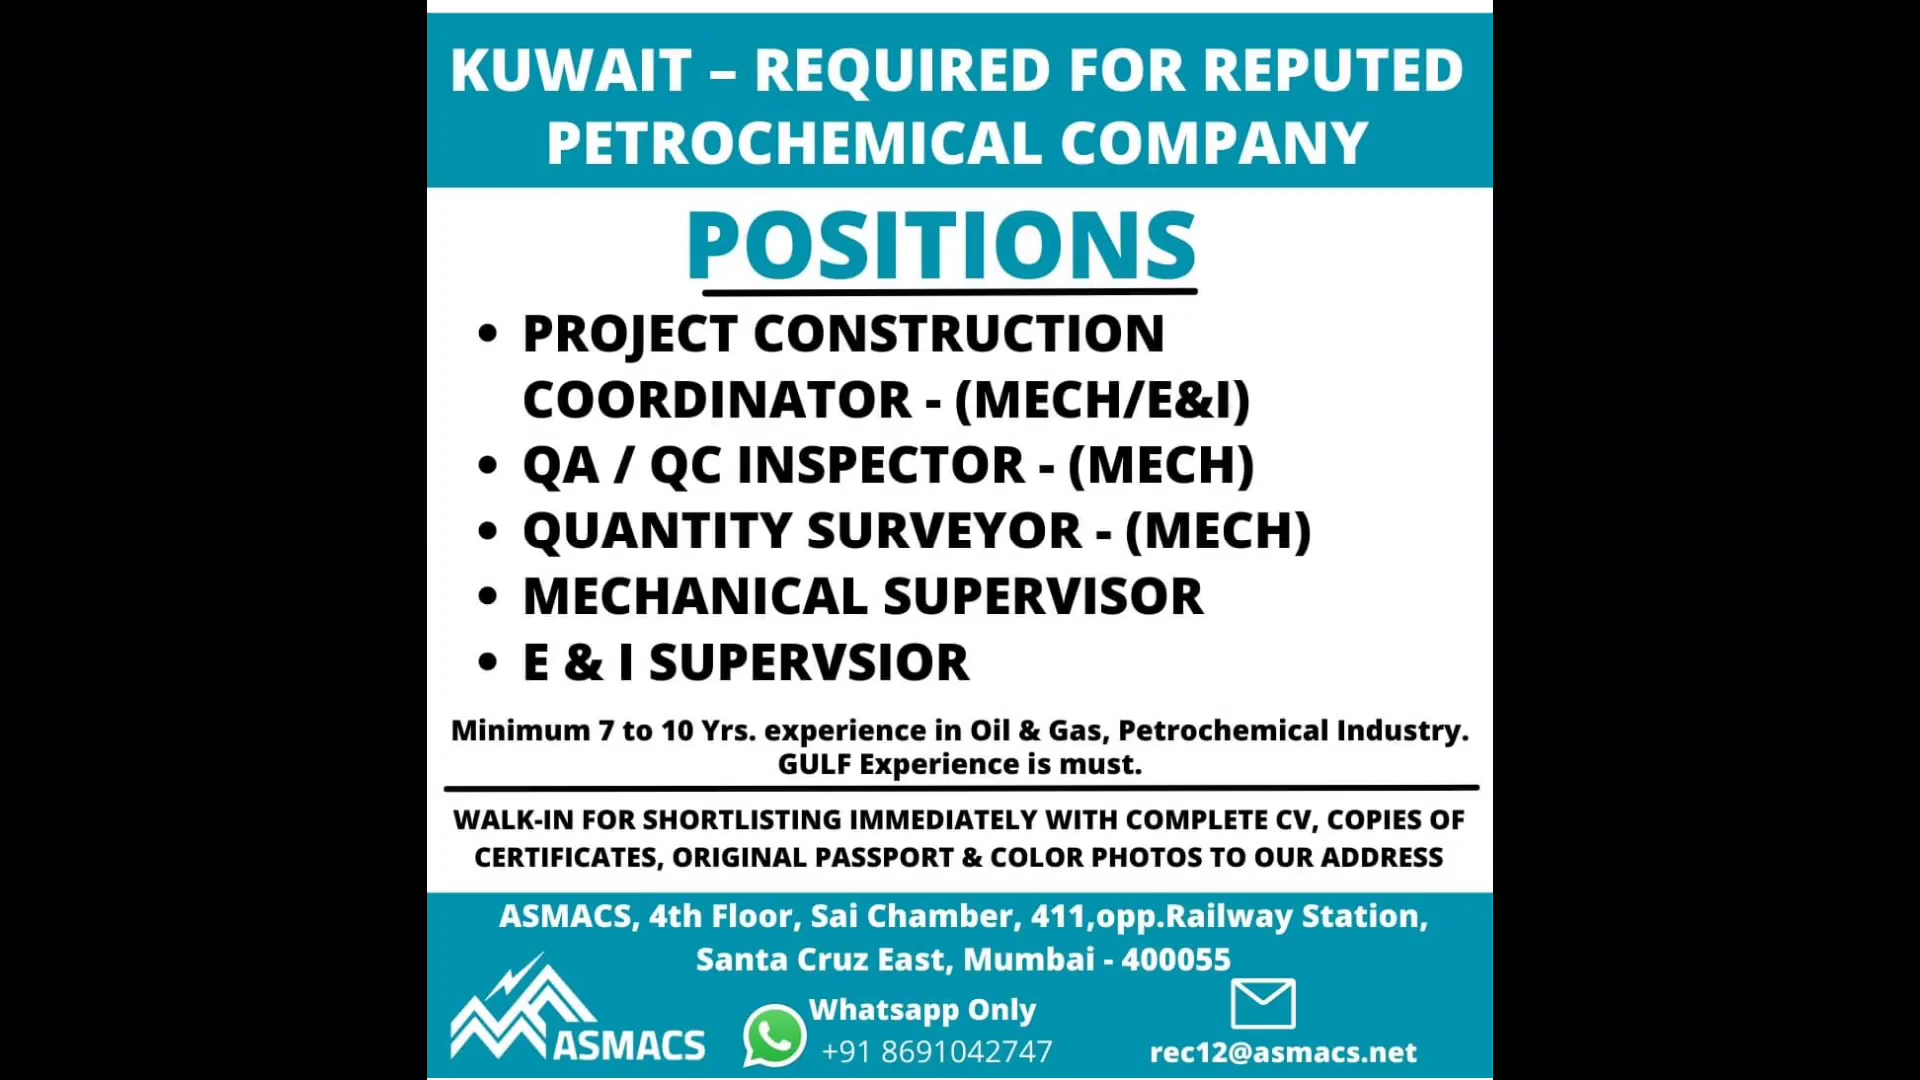 KUWAIT – REQUIRED FOR REPUTED
PETROCHEMICAL COMPANY
POSITIONS
• PROJECT CONSTRUCTION
COORDINATOR - (MECH/E&I)
• QA / QC INSPECTOR - (MECH)
• QUANTITY SURVEYOR - (MECH)
• MECHANICAL SUPERVISOR
• E & I SUPERVSIOR
Minimum 7 to 10 Yrs. experience in Oil & Gas, Petrochemical Industry.
GULF Experience is must.
WALK-IN FOR SHORTLISTING IMMEDIATELY WITH COMPLETE CV, COPIES OF
CERTIFICATES, ORIGINAL PASSPORT & COLOR PHOTOS TO OUR ADDRESS
ASMACS, 4th Floor, Sai Chamber, 411,opp.Railway Station,
Santa Cruz East, Mumbai - 400055
ASMACS
Whatsapp Only
+91 8691042747
rec12@asmacs.net